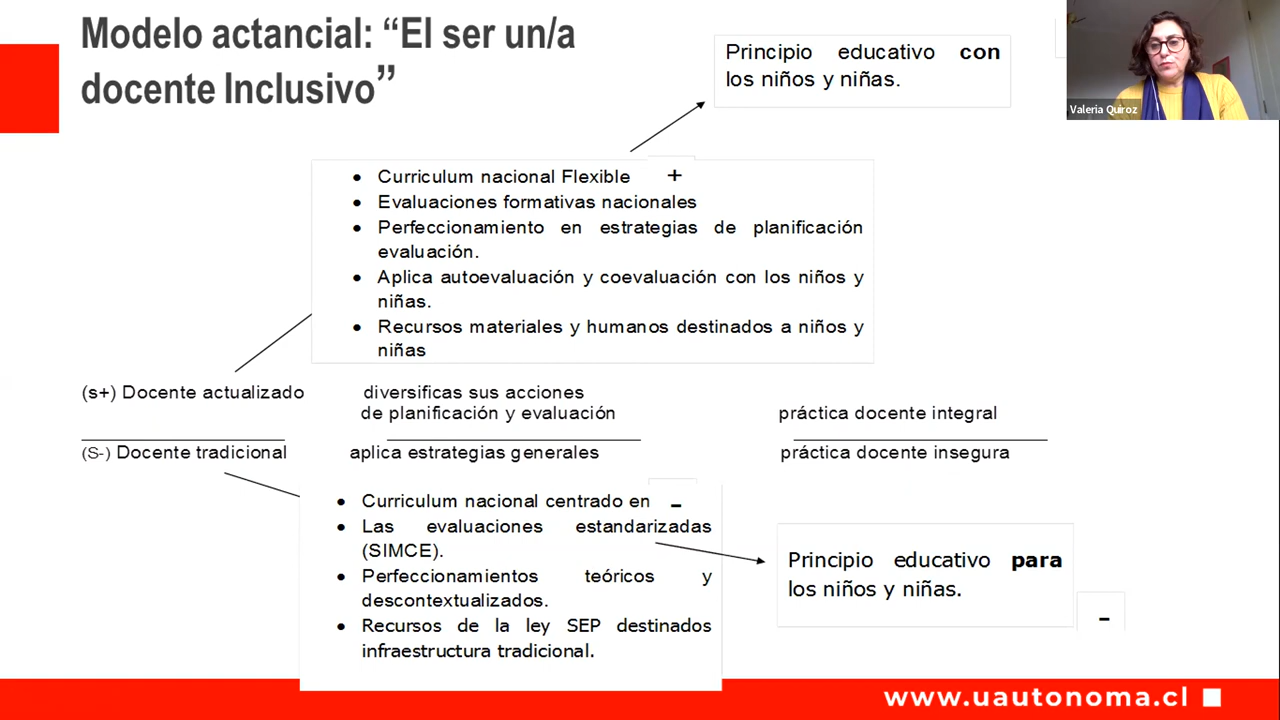 Modelo actancial: “El ser un/a
docente Inclusivo”
Principio educativo con
los niños y niñas.
Valeria Quiroz
• Curriculum nacional Flexible +
• Evaluaciones formativas nacionales
• Perfeccionamiento en estrategias de planificación
evaluación.
• Aplica autoevaluación y coevaluación con los niños y
niñas.
• Recursos materiales y humanos destinados a niños y
niñas
(s+) Docente actualizado diversificas sus acciones
de planificación y evaluación práctica docente integral
(S-) Docente tradicional aplica estrategias generales práctica docente insegura
• Curriculum nacional centrado en -
• Las evaluaciones estandarizadas
(SIMCE).
• Perfeccionamientos teóricos y
descontextualizados.
• Recursos de la ley SEP destinados
infraestructura tradicional.
Principio educativo para
los niños y niñas.
-
www.uautonoma.cl